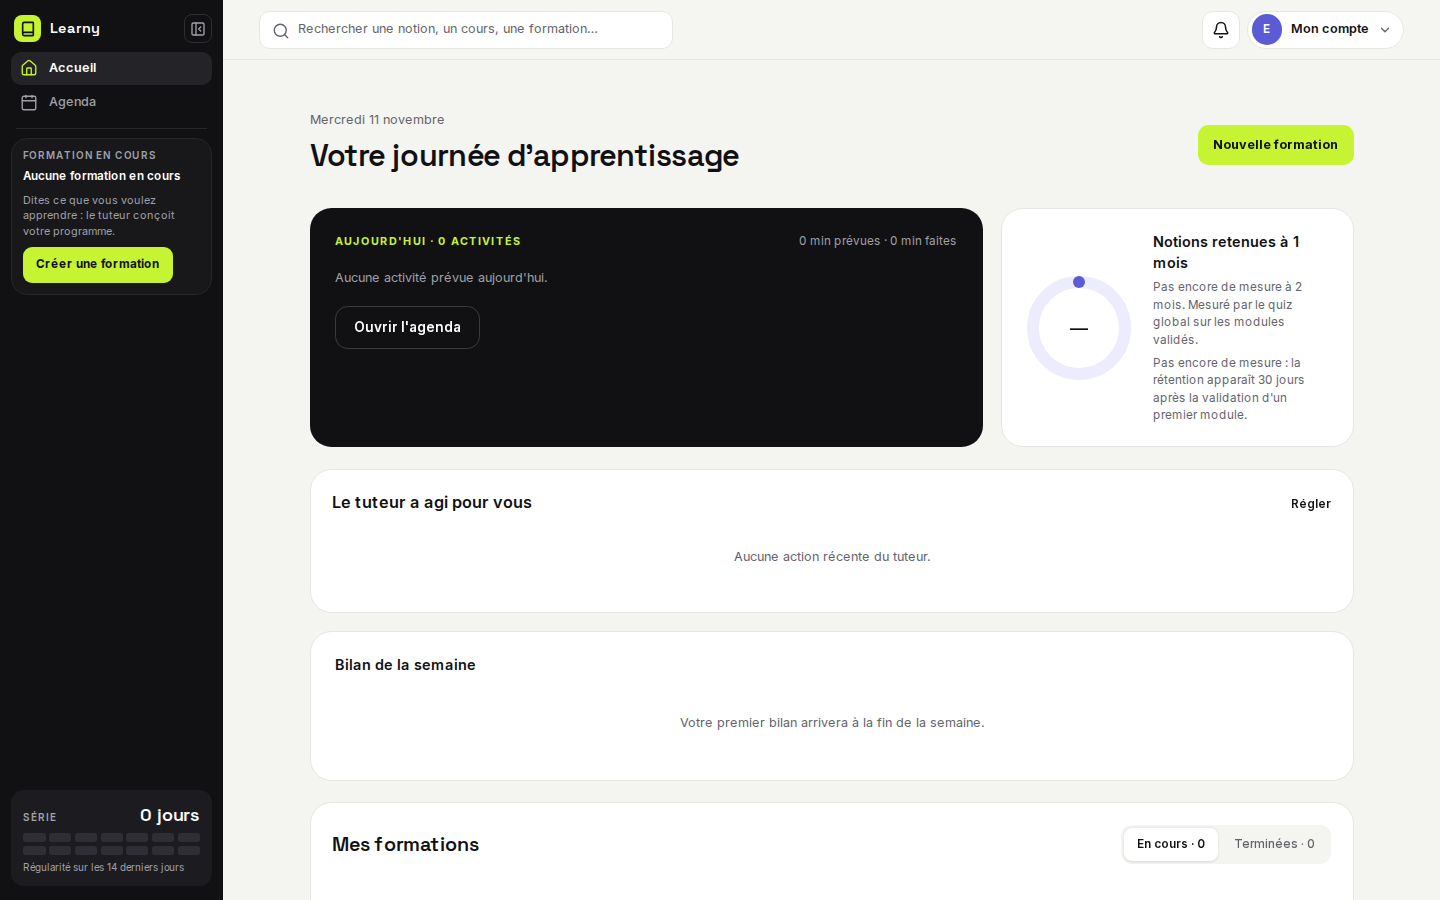 Learny
Accueil
Agenda
FORMATION EN COURS
Aucune formation en cours
Dites ce que vous voulez
apprendre : le tuteur conçoit
votre programme.
Créer une formation
SÉRIE
0 jours
Régularité sur les 14 derniers jours
Rechercher une notion, un cours, une formation...
E
Mon compte
Mercredi 11 novembre
Votre journée d’apprentissage
Nouvelle formation
AUJOURD'HUI · 0 ACTIVITÉS
0 min prévues · 0 min faites
Aucune activité prévue aujourd'hui.
Ouvrir l'agenda
—
Notions retenues à 1
mois
Pas encore de mesure à 2
mois. Mesuré par le quiz
global sur les modules
validés.
Pas encore de mesure : la
rétention apparaît 30 jours
après la validation d'un
premier module.
Le tuteur a agi pour vous
Régler
Aucune action récente du tuteur.
Bilan de la semaine
Votre premier bilan arrivera à la fin de la semaine.
Mes formations
En cours · 0
Terminées · 0